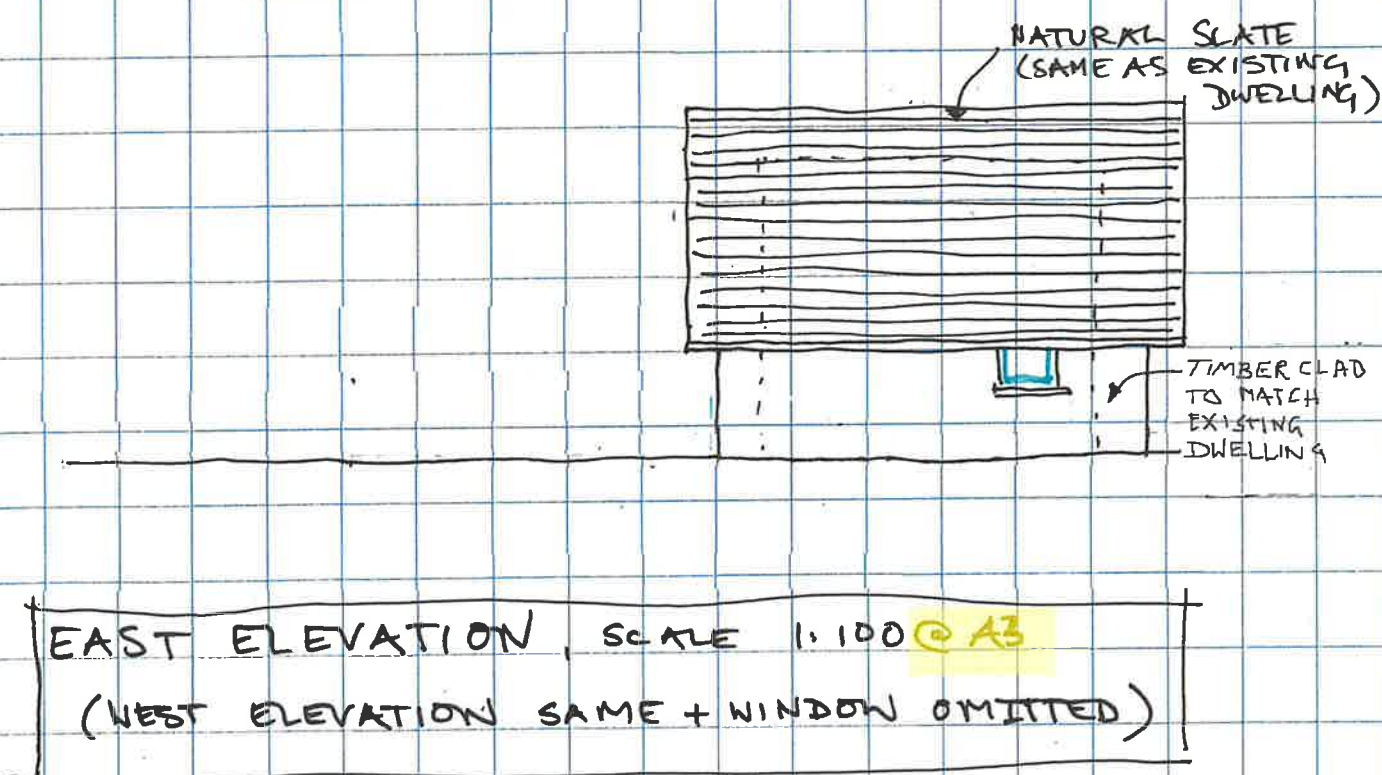 NATURAL SLATE
(SAME AS EXISTING
DWELLING)
TIMBER CLAD
TO MATCH
EXISTING
DWELLING
EAST ELEVATION, SCALE 1:100 @ A3
(WEST ELEVATION SAME + WINDOW OMITTED)